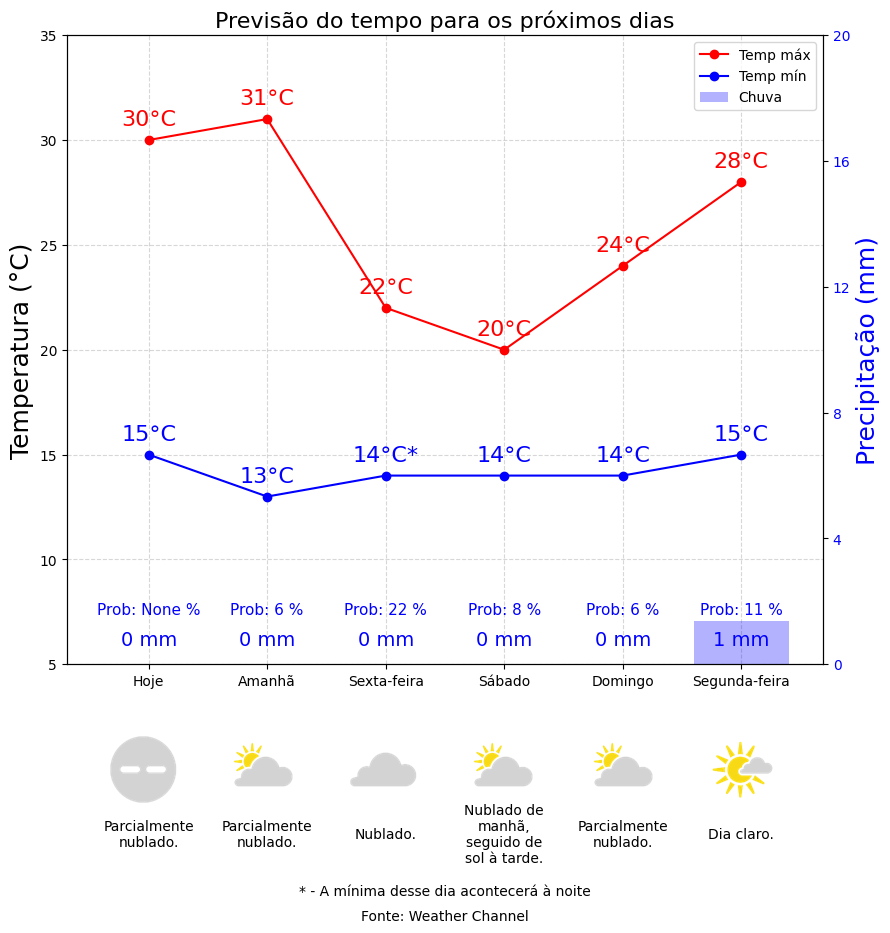 Previsão do tempo para os próximos dias
Temp máx
Temp mín
Chuva
Temperatura (°C)
Precipitação (mm)
35
30
25
20
15
10
5
20
16
12
8
4
0
30°C
31°C
22°C
20°C
24°C
28°C
15°C
13°C
14°C*
14°C
14°C
15°C
Prob: None %
Prob: 6 %
Prob: 22 %
Prob: 8 %
Prob: 6 %
Prob: 11 %
0 mm
0 mm
0 mm
0 mm
0 mm
1 mm
Hoje
Amanhã
Sexta-feira
Sábado
Domingo
Segunda-feira
Parcialmente
nublado.
Parcialmente
nublado.
Nublado.
Nublado de
manhã,
seguido de
sol à tarde.
Parcialmente
nublado.
Dia claro.
* - A mínima desse dia acontecerá à noite
Fonte: Weather Channel